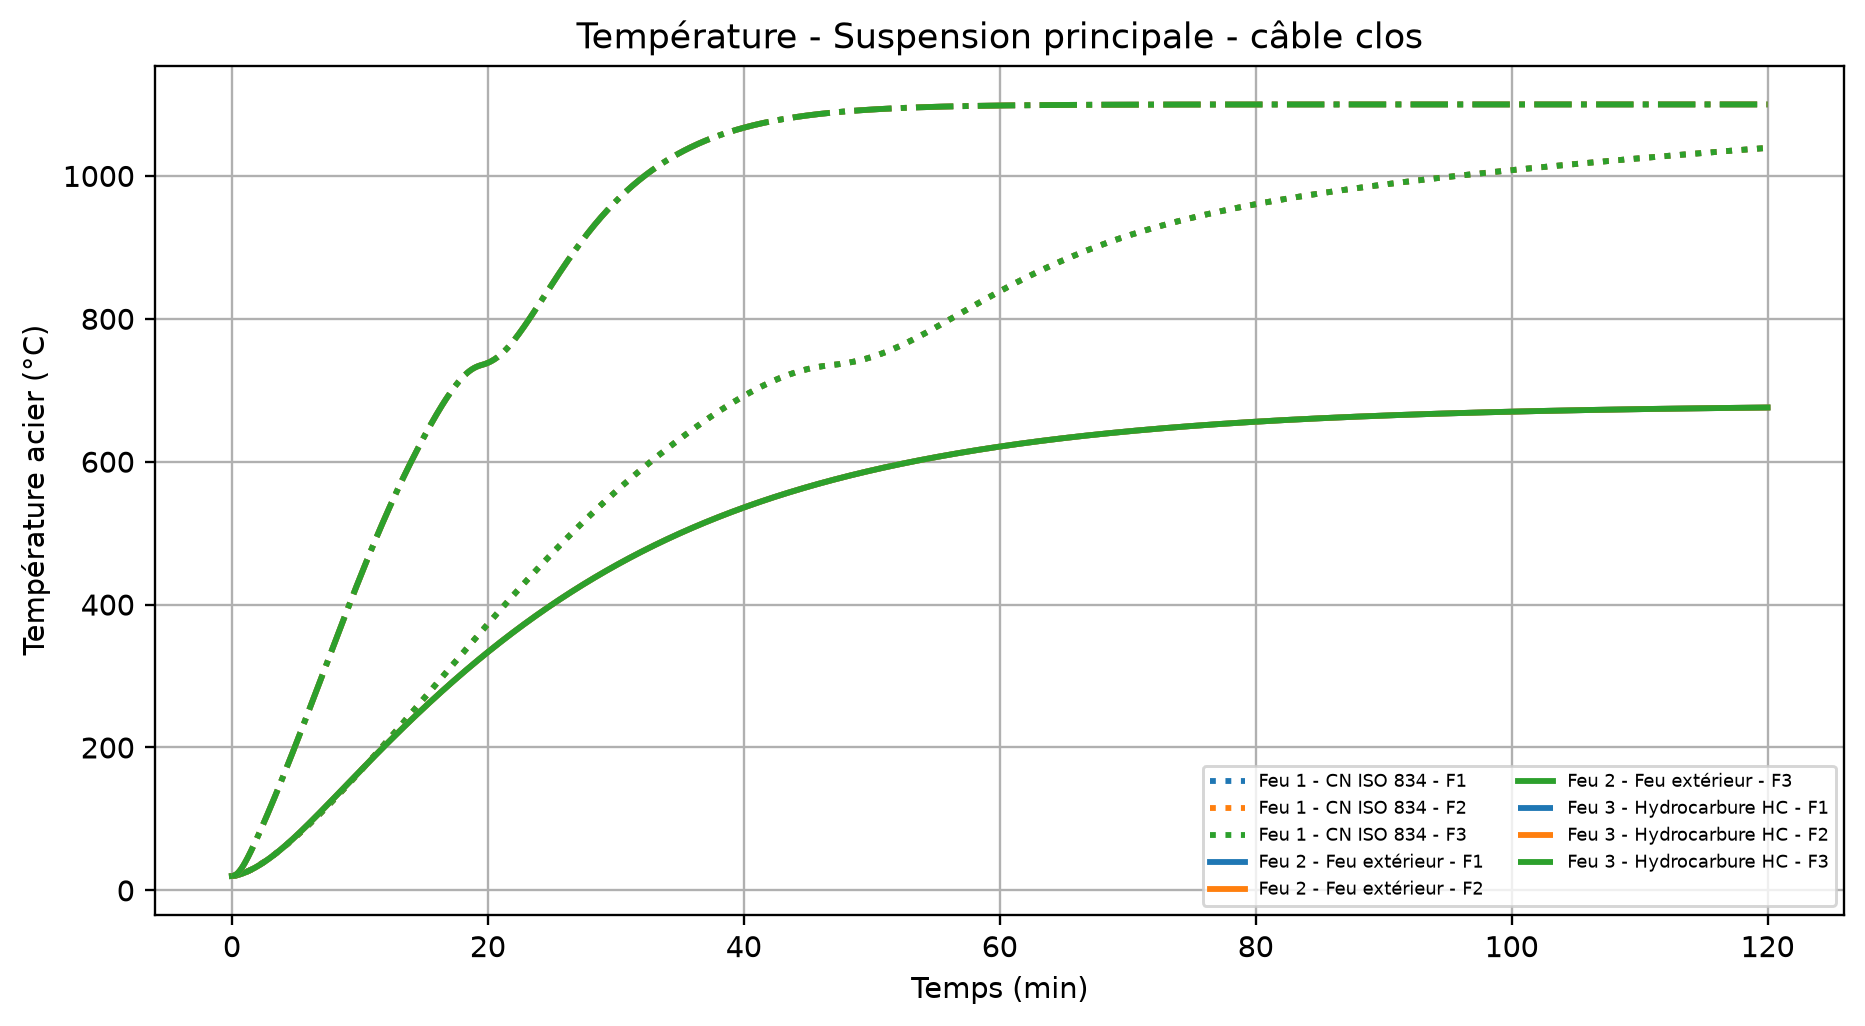 Température - Suspension principale - câble clos
Température acier (°C)
1000
800
600
400
200
0
0 20 40 60 80 100 120
Temps (min)
Feu 1 - CN ISO 834 - F1
Feu 1 - CN ISO 834 - F2
Feu 1 - CN ISO 834 - F3
Feu 2 - Feu extérieur - F1
Feu 2 - Feu extérieur - F2
Feu 2 - Feu extérieur - F3
Feu 3 - Hydrocarbure HC - F1
Feu 3 - Hydrocarbure HC - F2
Feu 3 - Hydrocarbure HC - F3